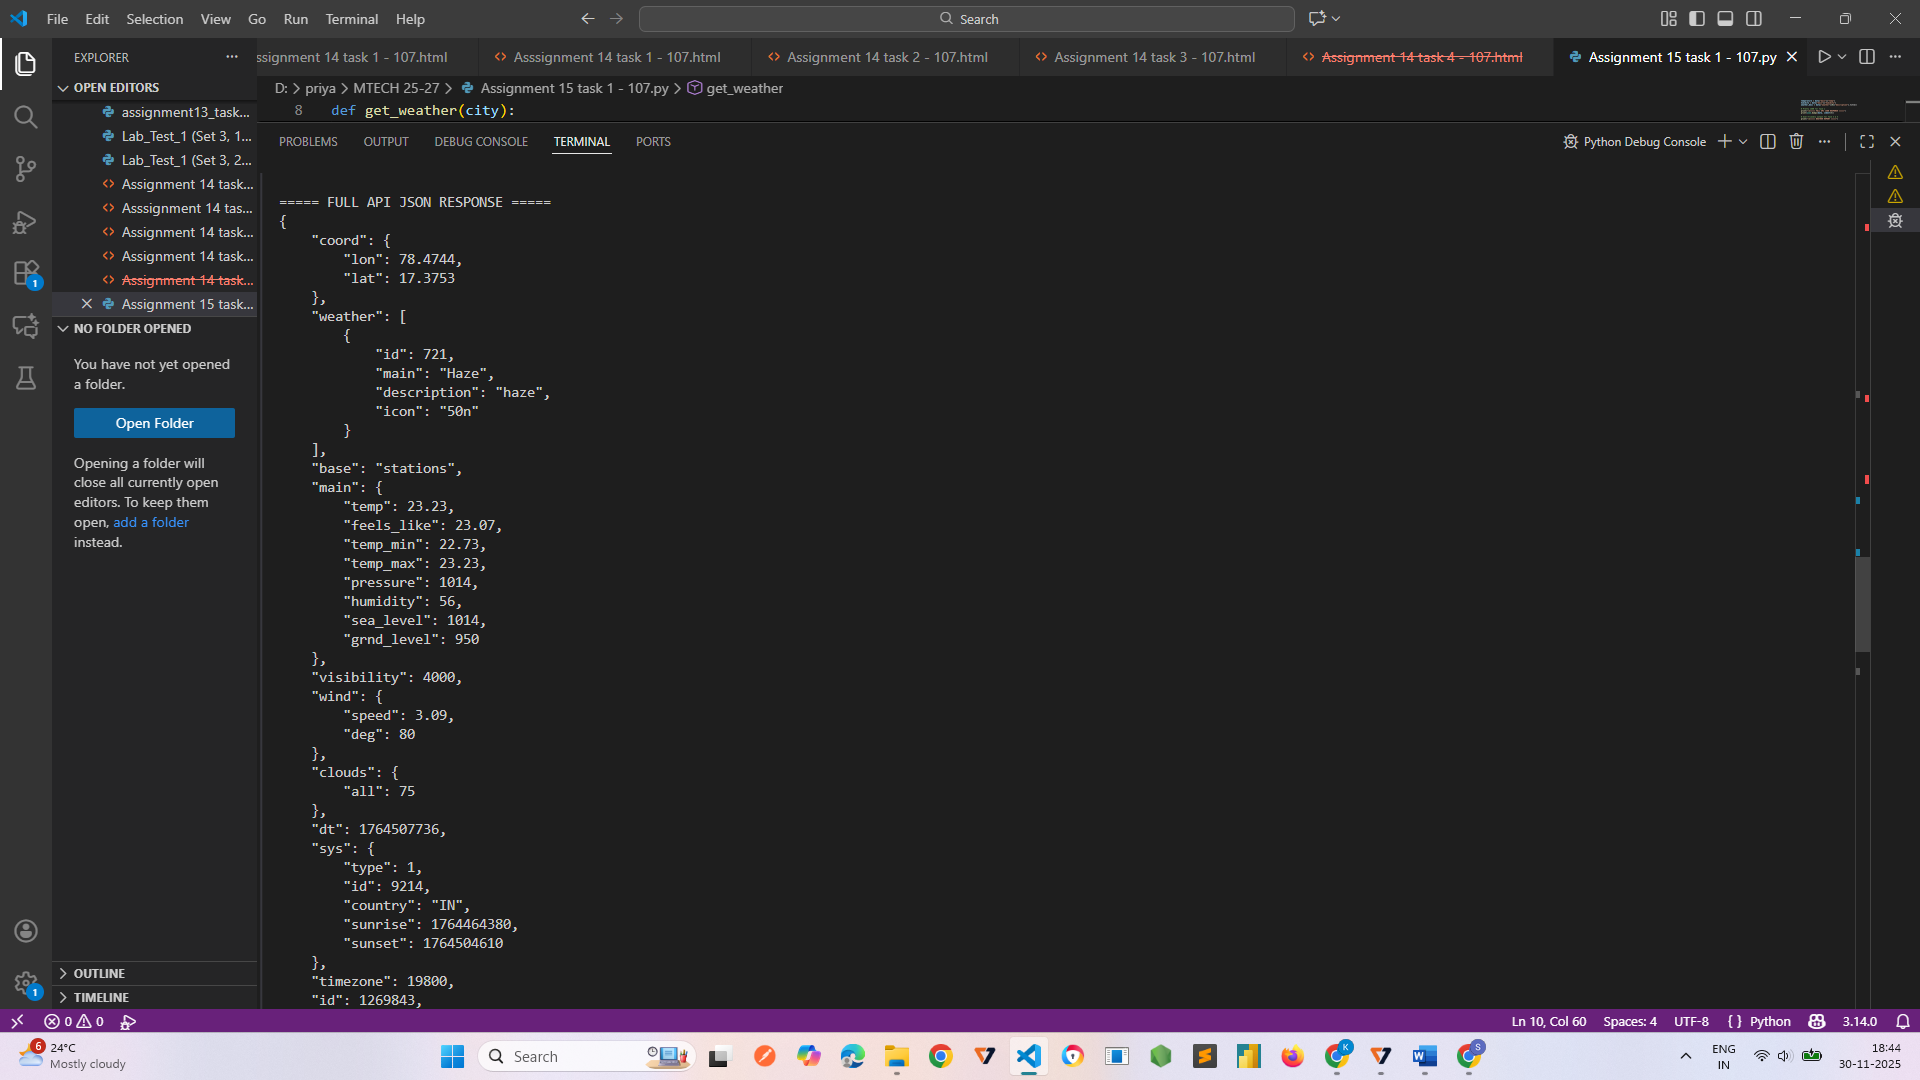 File Edit Selection View Go Run Terminal Help
Search
EXPLORER
ssignment 14 task 1 - 107.html
Asssignment 14 task 1 - 107.html
Assignment 14 task 2 - 107.html
Assignment 14 task 3 - 107.html
Assignment 14 task 4 - 107.html
Assignment 15 task 1 - 107.py
OPEN EDITORS
assignment13_task...
Lab_Test_1 (Set 3, 1...
Lab_Test_1 (Set 3, 2...
Assignment 14 task...
Asssignment 14 tas...
Assignment 14 task...
Assignment 14 task...
Assignment 14 task...
Assignment 15 task...
NO FOLDER OPENED
You have not yet opened
a folder.
Open Folder
Opening a folder will
close all currently open
editors. To keep them
open, add a folder
instead.
OUTLINE
TIMELINE
1
1
D: > priya > MTECH 25-27 > Assignment 15 task 1 - 107.py > get_weather
8 def get_weather(city):
PROBLEMS OUTPUT DEBUG CONSOLE TERMINAL PORTS
Python Debug Console
===== FULL API JSON RESPONSE =====
{
"coord": {
"lon": 78.4744,
"lat": 17.3753
},
"weather": [
{
"id": 721,
"main": "Haze",
"description": "haze",
"icon": "50n"
}
],
"base": "stations",
"main": {
"temp": 23.23,
"feels_like": 23.07,
"temp_min": 22.73,
"temp_max": 23.23,
"pressure": 1014,
"humidity": 56,
"sea_level": 1014,
"grnd_level": 950
},
"visibility": 4000,
"wind": {
"speed": 3.09,
"deg": 80
},
"clouds": {
"all": 75
},
"dt": 1764507736,
"sys": {
"type": 1,
"id": 9214,
"country": "IN",
"sunrise": 1764464380,
"sunset": 1764504610
},
"timezone": 19800,
"id": 1269843,
0 0
Ln 10, Col 60 Spaces: 4 UTF-8 { } Python 3.14.0
6
24°C
Mostly cloudy
Search
K
S
ENG
IN
18:44
30-11-2025